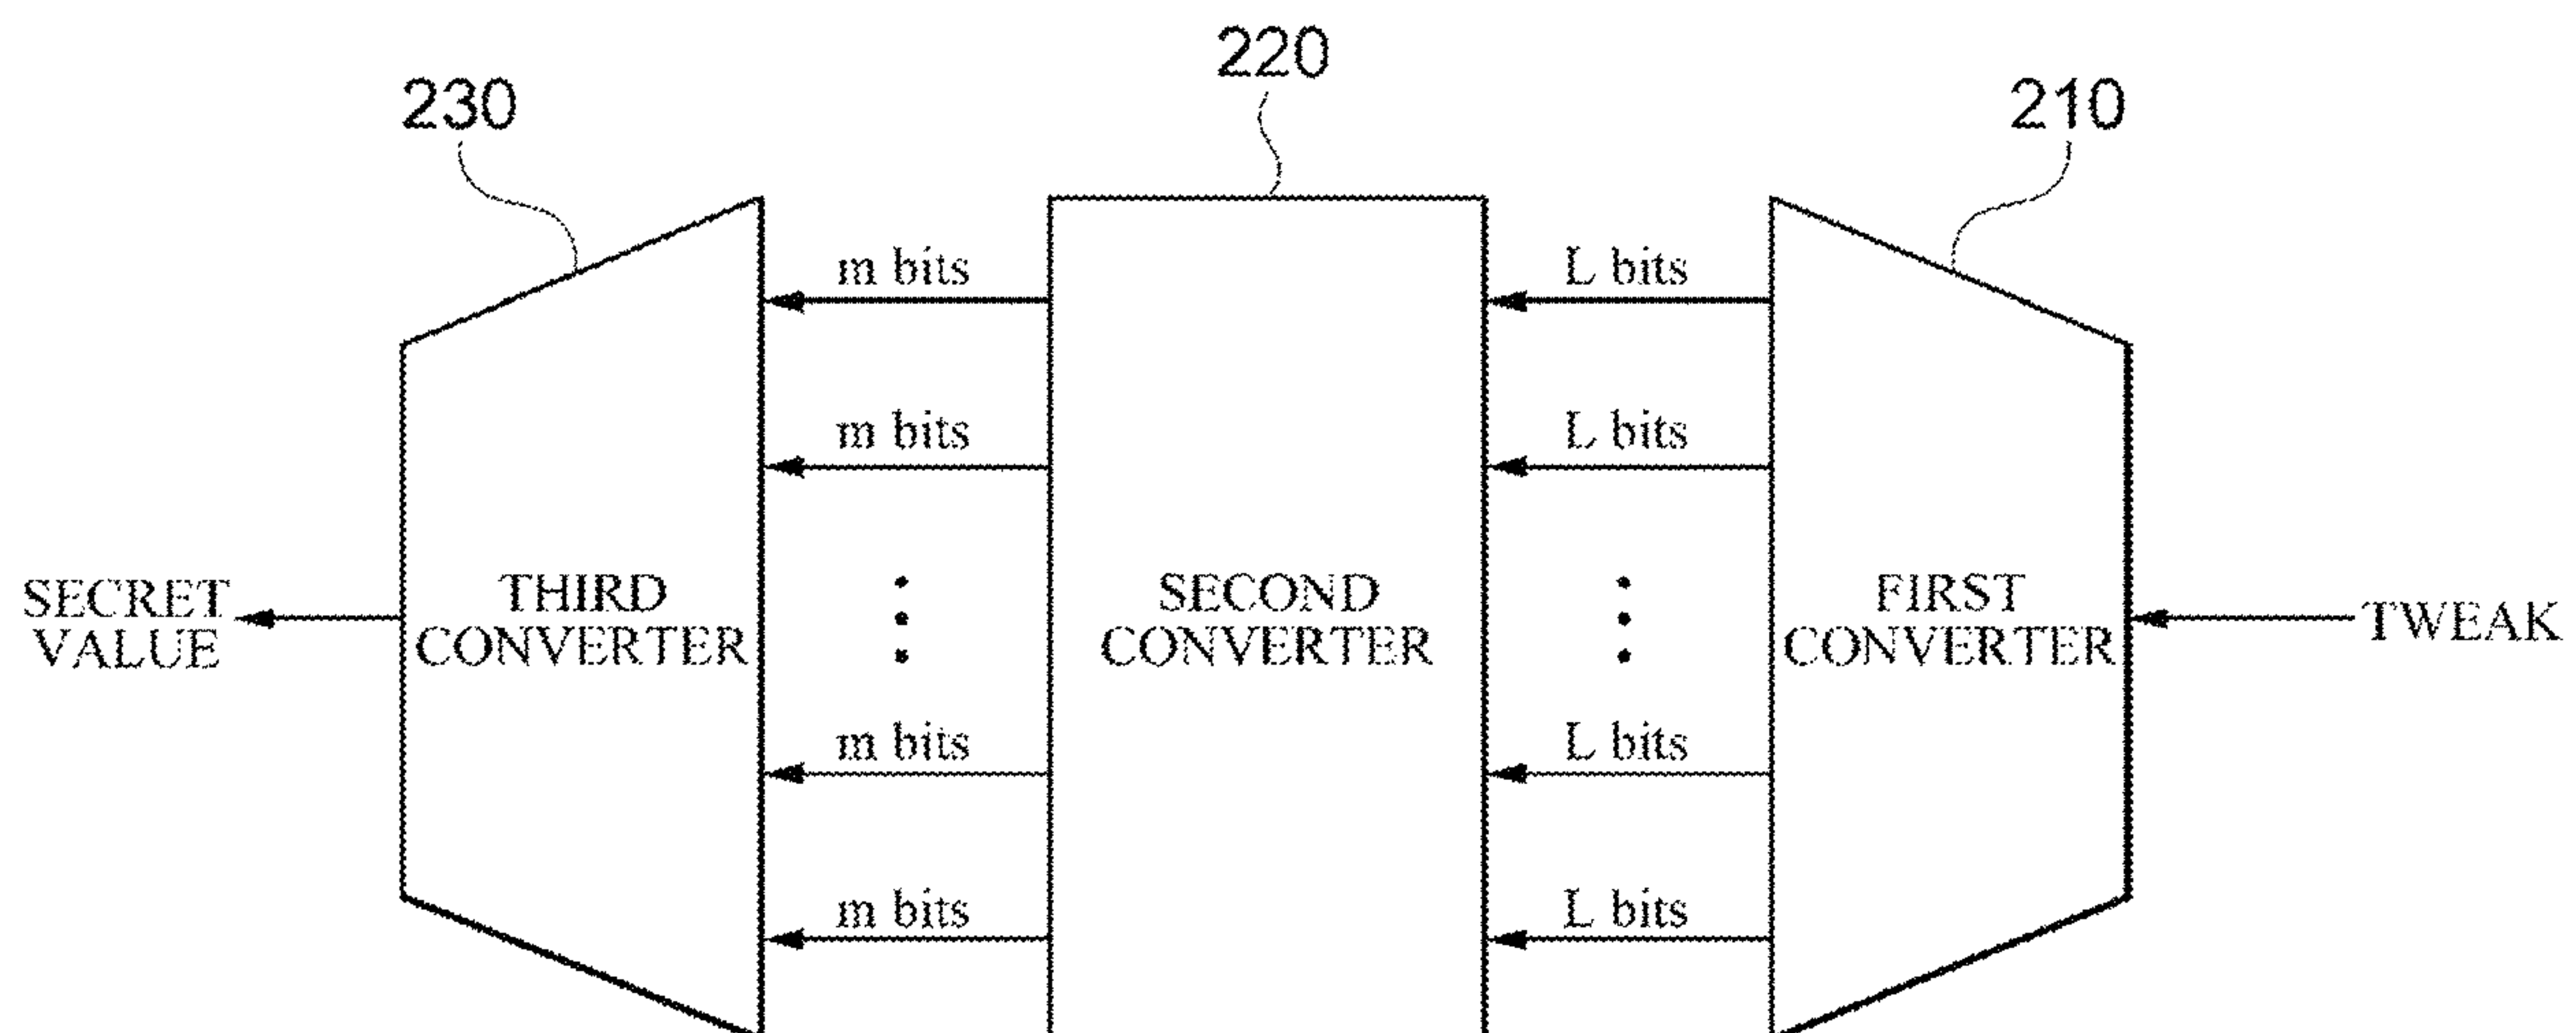 220
230
210
m bits
L bits
m bits
L bits
SECRET
VALUE
THIRD
CONVERTER
SECOND
CONVERTER
FIRST
CONVERTER
TWEAK
m bits
L bits
m bits
L bits